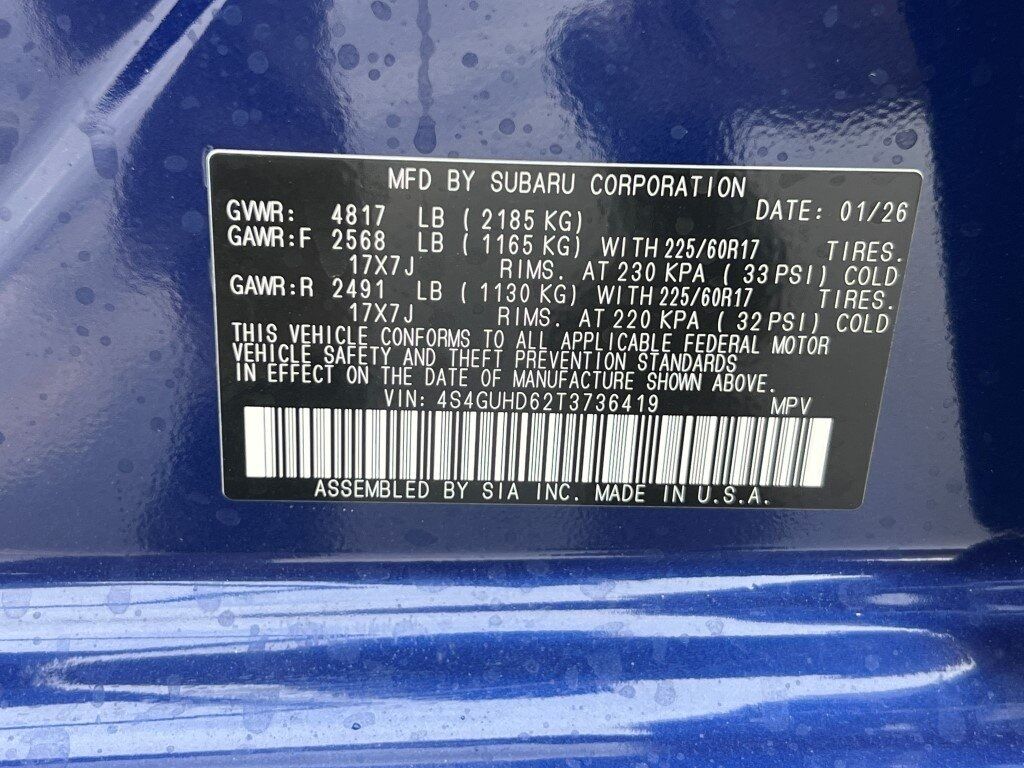 MFD BY SUBARU CORPORATION
GVWR: 4817 LB ( 2185 KG) DATE: 01/26
GAWR:F 2568 LB ( 1165 KG) WITH 225/60R17 TIRES.
17X7J RIMS. AT 230 KPA ( 33 PSI) COLD
GAWR:R 2491 LB ( 1130 KG) WITH 225/60R17 TIRES.
17X7J RIMS. AT 220 KPA ( 32 PSI) COLD
THIS VEHICLE CONFORMS TO ALL APPLICABLE FEDERAL MOTOR
VEHICLE SAFETY AND THEFT PREVENTION STANDARDS
IN EFFECT ON THE DATE OF MANUFACTURE SHOWN ABOVE.
VIN: 4S4GUHD62T3736419 MPV
ASSEMBLED BY SIA INC. MADE IN U.S.A.